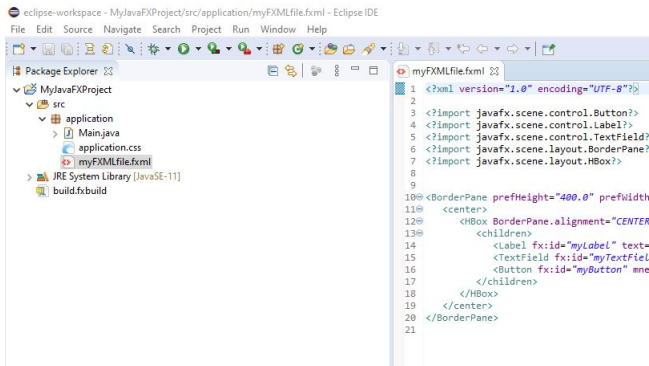 eclipse-workspace - MyJavaFXProject/src/application/myFXMLfile.fxml - Eclipse IDE
File Edit Source Navigate Search Project Run Window Help
Package Explorer
MyJavaFXProject
src
application
Main.java
application.css
myFXMLfile.fxml
JRE System Library [JavaSE-11]
build.fxbuild
myFXMLfile.fxml
1 <?xml version="1.0" encoding="UTF-8"?>
2
3 <?import javafx.scene.control.Button?>
4 <?import javafx.scene.control.Label?>
5 <?import javafx.scene.control.TextField?
6 <?import javafx.scene.layout.BorderPane?
7 <?import javafx.scene.layout.HBox?>
8
9
10 <BorderPane prefHeight="400.0" prefWidth
11 <center>
12 <HBox BorderPane.alignment="CENTER
13 <children>
14 <Label fx:id="myLabel" text=
15 <TextField fx:id="myTextFiel
16 <Button fx:id="myButton" mne
17 </children>
18 </HBox>
19 </center>
20 </BorderPane>
21